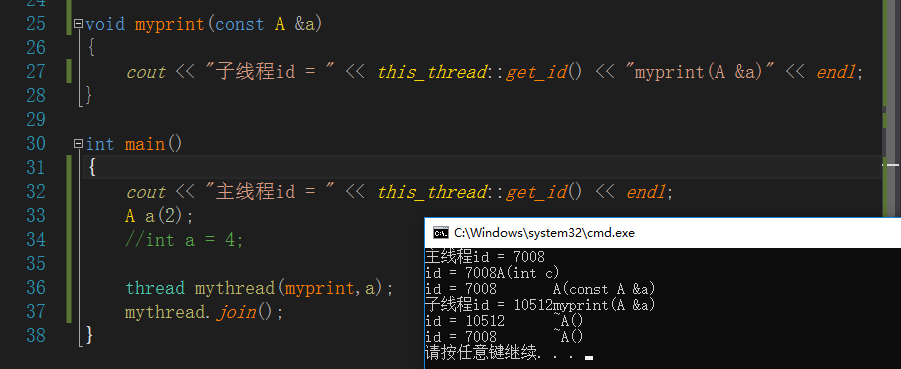 24
25 void myprint(const A &a)
26 {
27 cout << "子线程id = " << this_thread::get_id() << "myprint(A &a)" << endl;
28 }
29
30 int main()
31 {
32 cout << "主线程id = " << this_thread::get_id() << endl;
33 A a(2);
34 //int a = 4;
35
36 thread mythread(myprint,a);
37 mythread.join();
38 }
C:\Windows\system32\cmd.exe
主线程id = 7008
id = 7008A(int c)
id = 7008 A(const A &a)
子线程id = 10512myprint(A &a)
id = 10512 ~A()
id = 7008 ~A()
请按任意键继续. . .